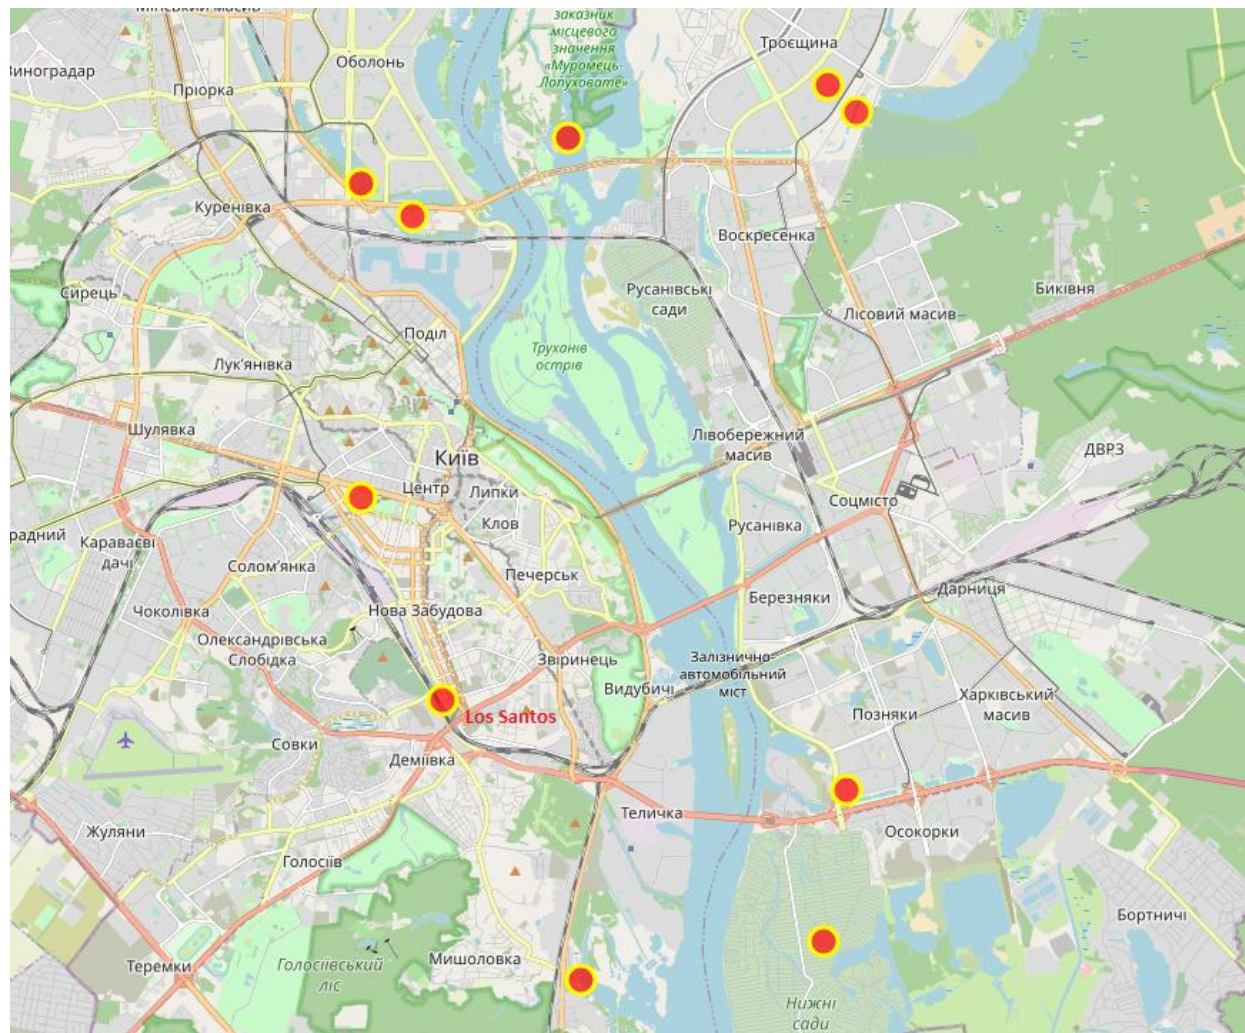 Мінський масив
заказник
місцевого
значення
«Муромець-
Лопуховате»
Троєщина
Оболонь
Виноградар
Пріорка
Куренівка
Воскресенка
Русанівські
сади
Биківня
Сирець
Лісовий масив
Поділ
Труханів
острів
Лук'янівка
Шулявка
Лівобережний
масив
ДВРЗ
Київ
Центр
Липки
Соцмісто
Клов
Русанівка
радний
Караваєві
дачі
Солом'янка
Печерськ
Дарниця
Березняки
Чоколівка
Нова Забудова
Олександрівська
Слобідка
Звіринець
Залізнично-
автомобільний
міст
Видубичі
Харківський
масив
Позняки
Los Santos
Совки
Деміївка
Теличка
Жуляни
Осокорки
Голосіїв
Бортничі
Мишоловка
Теремки
Голосіївський
ліс
Нижні
сади